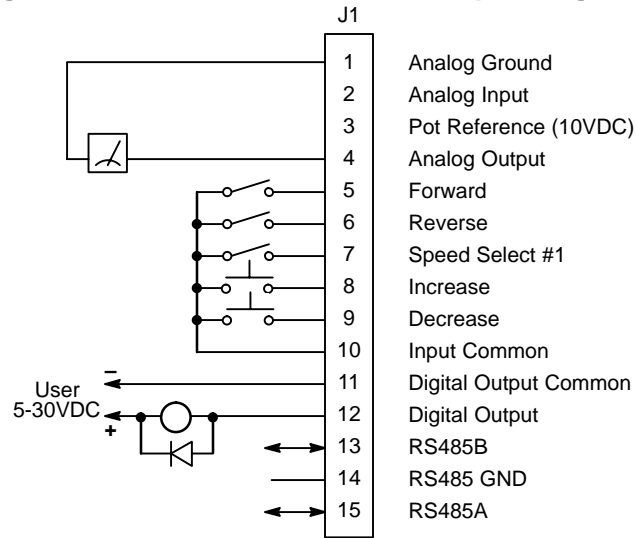 J1
1 Analog Ground
2 Analog Input
3 Pot Reference (10VDC)
4 Analog Output
5 Forward
6 Reverse
7 Speed Select #1
8 Increase
9 Decrease
10 Input Common
11 Digital Output Common
12 Digital Output
13 RS485B
14 RS485 GND
15 RS485A
–
User
5-30VDC
+